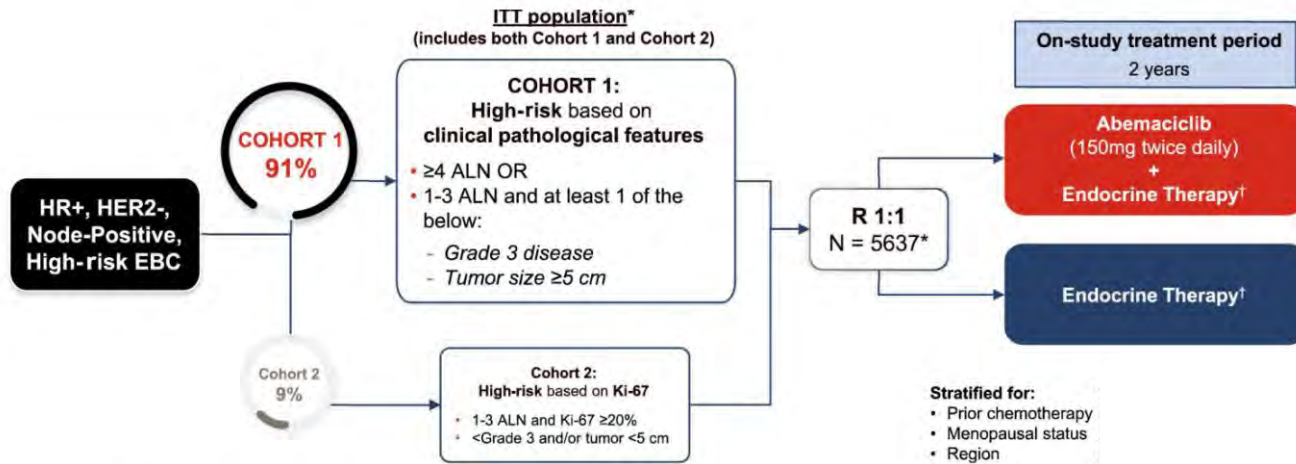 ITT population*
(includes both Cohort 1 and Cohort 2)
On-study treatment period
2 years
COHORT 1
91%
COHORT 1:
High-risk based on
clinical pathological features
• ≥4 ALN OR
• 1-3 ALN and at least 1 of the
below:
- Grade 3 disease
- Tumor size ≥5 cm
HR+, HER2-,
Node-Positive,
High-risk EBC
Cohort 2
9%
Cohort 2:
High-risk based on Ki-67
• 1-3 ALN and Ki-67 ≥20%
• <Grade 3 and/or tumor <5 cm
R 1:1
N = 5637*
Abemaciclib
(150mg twice daily)
+
Endocrine Therapy†
Endocrine Therapy†
Stratified for:
• Prior chemotherapy
• Menopausal status
• Region